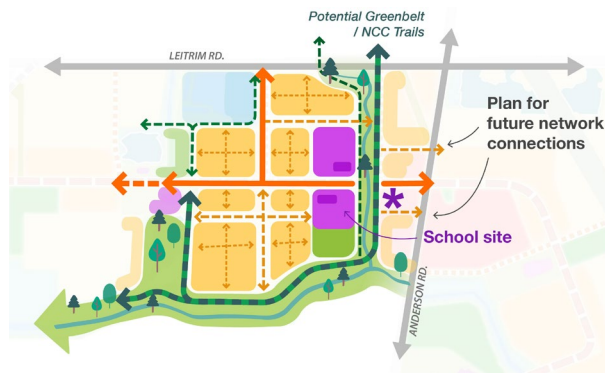 Potential Greenbelt
/ NCC Trails
LEITRIM RD.
Plan for
future network
connections
*
School site
ANDERSON RD.